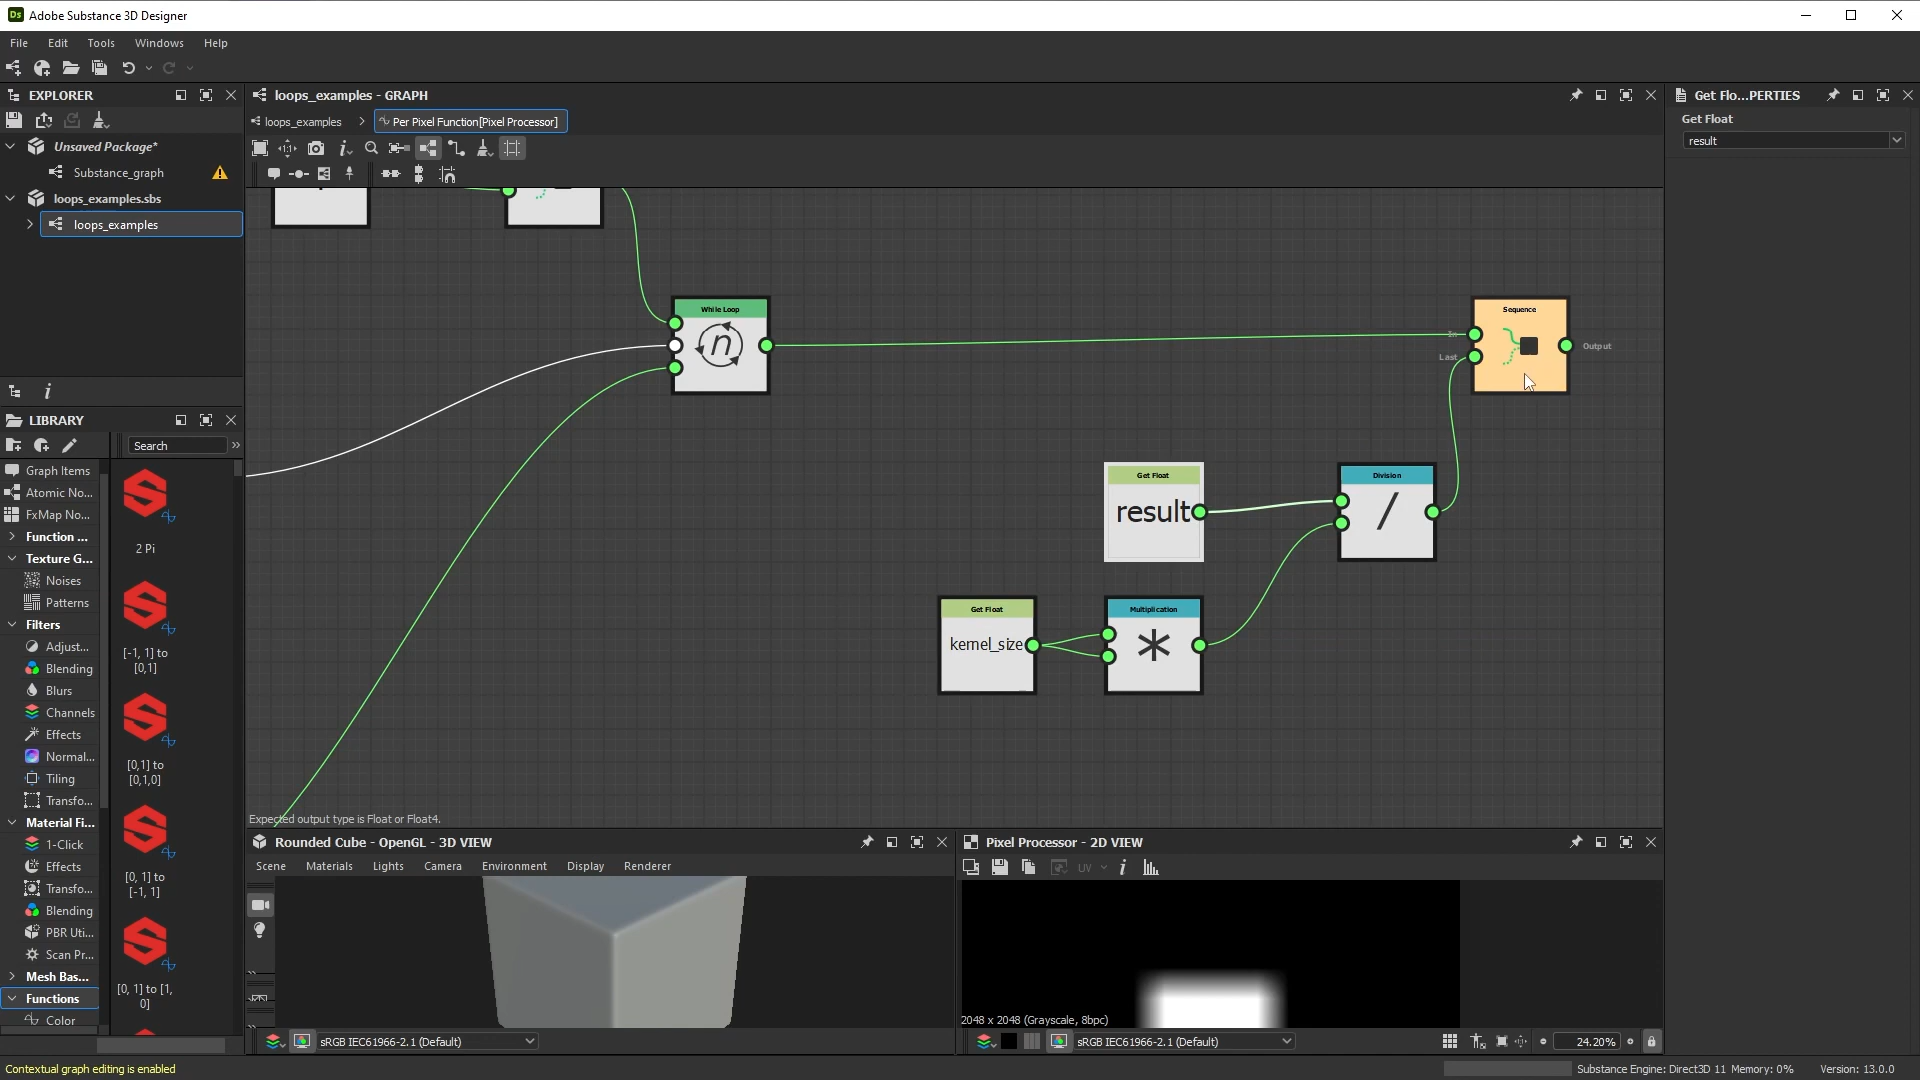 Adobe Substance 3D Designer
File Edit Tools Windows Help
EXPLORER
Unsaved Package*
Substance_graph
loops_examples.sbs
loops_examples
LIBRARY
Search
Graph Items
Atomic No...
FxMap No...
Function ...
Texture G...
Noises
Patterns
Filters
Adjust...
Blending
Blurs
Channels
Effects
Normal...
Tiling
Transfo...
Material Fi...
1-Click
Effects
Transfo...
Blending
PBR Uti...
Scan Pr...
Mesh Bas...
Functions
Color
2 Pi
[-1, 1] to
[0,1]
[0,1] to
[0,1,0]
[0, 1] to
[-1, 1]
[0, 1] to [1,
0]
loops_examples - GRAPH
loops_examples > Per Pixel Function[Pixel Processor]
While Loop
n
Sequence
In
Last
Output
Get Float
result
Division
/
Get Float
kernel_size
Multiplication
*
Expected output type is Float or Float4.
Rounded Cube - OpenGL - 3D VIEW
Scene Materials Lights Camera Environment Display Renderer
sRGB IEC61966-2.1 (Default)
Pixel Processor - 2D VIEW
UV
2048 x 2048 (Grayscale, 8bpc)
sRGB IEC61966-2.1 (Default)
24.20%
Get Flo...PERTIES
Get Float
result
Contextual graph editing is enabled
Substance Engine: Direct3D 11 Memory: 0% Version: 13.0.0